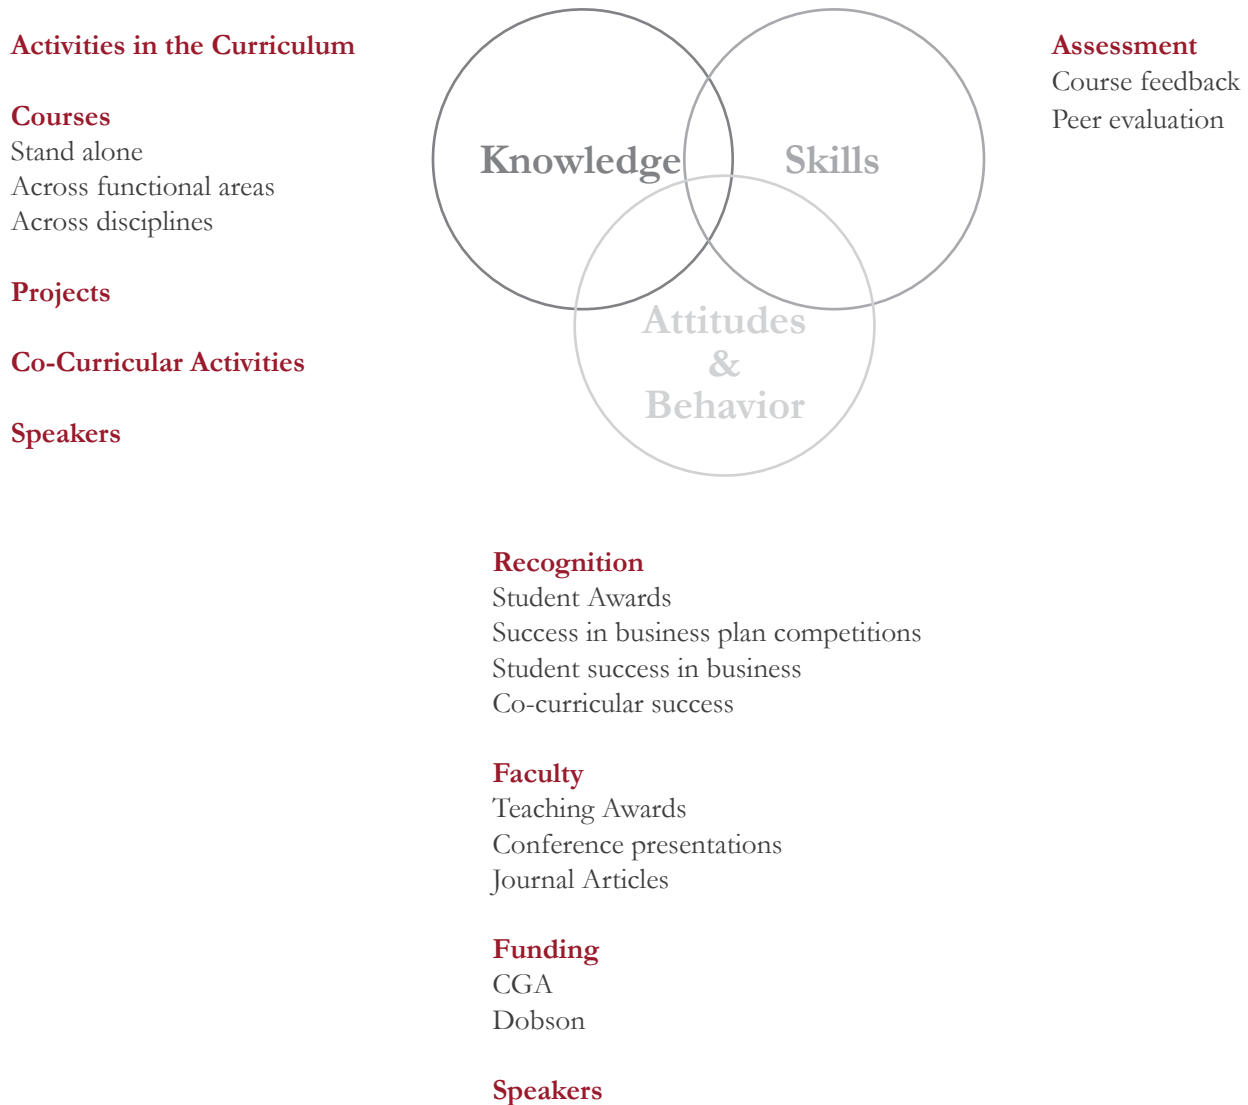 Activities in the Curriculum
Courses
Stand alone
Across functional areas
Across disciplines
Projects
Co-Curricular Activities
Speakers
Knowledge
Skills
Attitudes
&
Behavior
Assessment
Course feedback
Peer evaluation
Recognition
Student Awards
Success in business plan competitions
Student success in business
Co-curricular success
Faculty
Teaching Awards
Conference presentations
Journal Articles
Funding
CGA
Dobson
Speakers